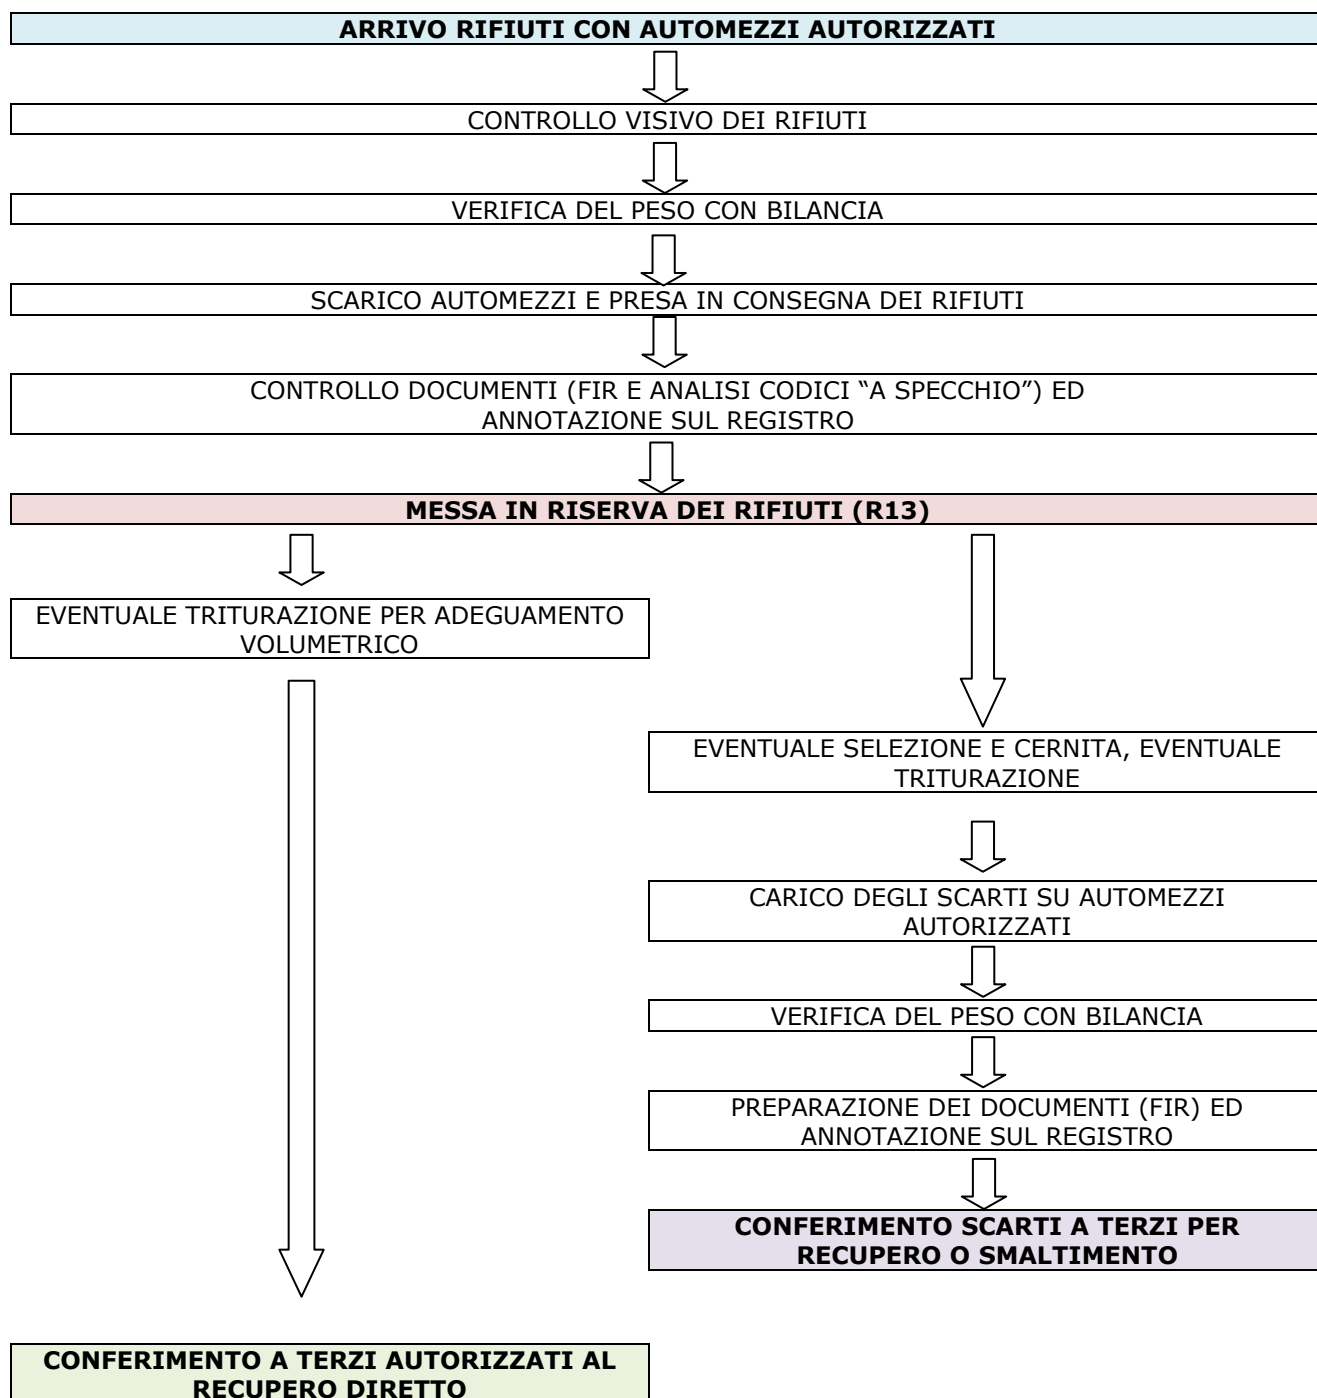 ARRIVO RIFIUTI CON AUTOMEZZI AUTORIZZATI
CONTROLLO VISIVO DEI RIFIUTI
VERIFICA DEL PESO CON BILANCIA
SCARICO AUTOMEZZI E PRESA IN CONSEGNA DEI RIFIUTI
CONTROLLO DOCUMENTI (FIR E ANALISI CODICI “A SPECCHIO”) ED
ANNOTAZIONE SUL REGISTRO
MESSA IN RISERVA DEI RIFIUTI (R13)
EVENTUALE TRITURAZIONE PER ADEGUAMENTO
VOLUMETRICO
EVENTUALE SELEZIONE E CERNITA, EVENTUALE
TRITURAZIONE
CARICO DEGLI SCARTI SU AUTOMEZZI
AUTORIZZATI
VERIFICA DEL PESO CON BILANCIA
PREPARAZIONE DEI DOCUMENTI (FIR) ED
ANNOTAZIONE SUL REGISTRO
CONFERIMENTO SCARTI A TERZI PER
RECUPERO O SMALTIMENTO
CONFERIMENTO A TERZI AUTORIZZATI AL
RECUPERO DIRETTO